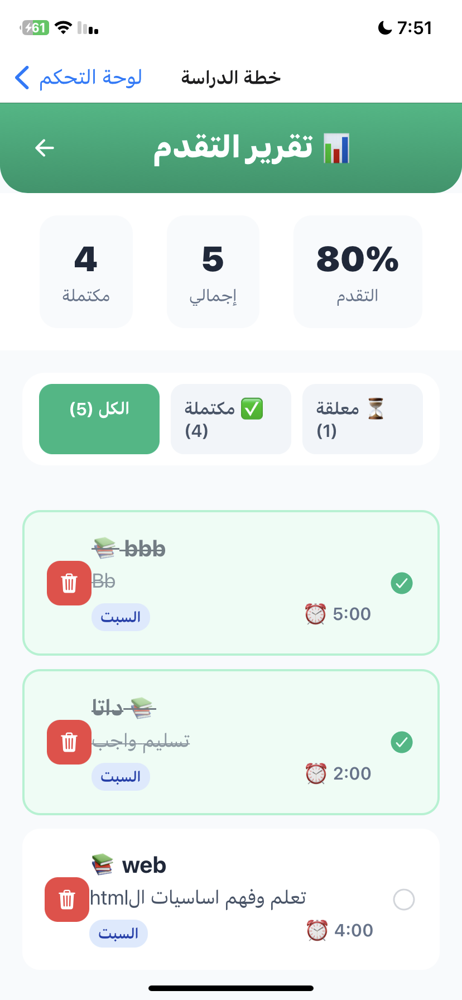 7:51
61
لوحة التحكم
خطة الدراسة
📊 تقرير التقدم
80%
التقدم
5
إجمالي
4
مكتملة
الكل (5)
✅ مكتملة
(4)
⏳ معلقة
(1)
📚 bbb
Bb
السبت
⏰ 5:00
📚 داتا
تسليم واجب
السبت
⏰ 2:00
📚 web
تعلم وفهم اساسيات الhtml
السبت
⏰ 4:00